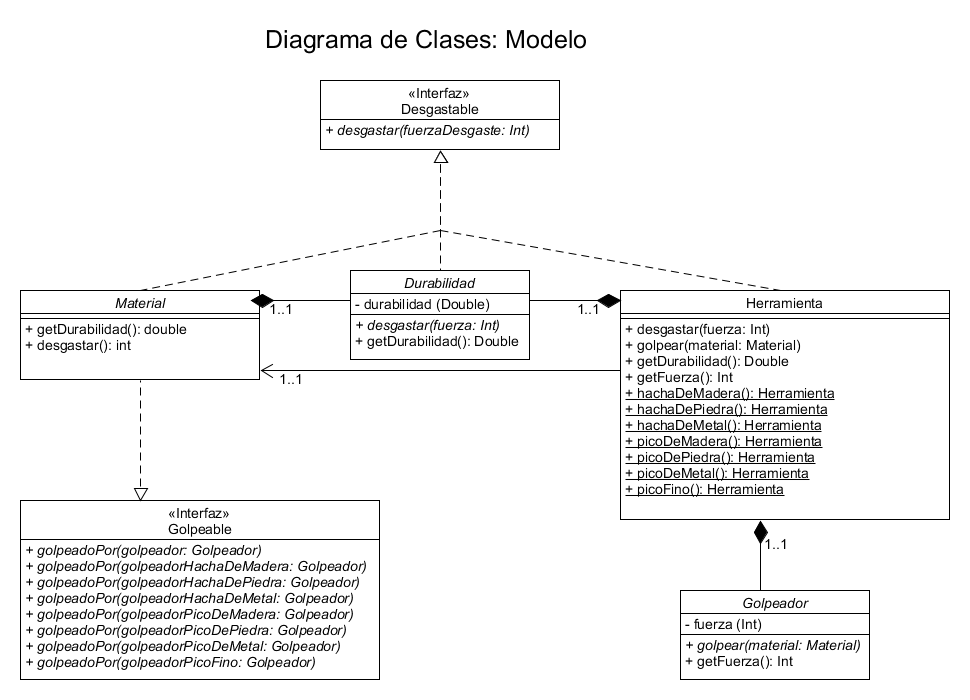 Diagrama de Clases: Modelo
«Interfaz»
Desgastable
+ desgastar(fuerzaDesgaste: Int)
Material
+ getDurabilidad(): double
+ desgastar(): int
1..1
Durabilidad
- durabilidad (Double)
+ desgastar(fuerza: Int)
+ getDurabilidad(): Double
1..1
1..1
Herramienta
+ desgastar(fuerza: Int)
+ golpear(material: Material)
+ getDurabilidad(): Double
+ getFuerza(): Int
+ hachaDeMadera(): Herramienta
+ hachaDePiedra(): Herramienta
+ hachaDeMetal(): Herramienta
+ picoDeMadera(): Herramienta
+ picoDePiedra(): Herramienta
+ picoDeMetal(): Herramienta
+ picoFino(): Herramienta
«Interfaz»
Golpeable
+ golpeadoPor(golpeador: Golpeador)
+ golpeadoPor(golpeadorHachaDeMadera: Golpeador)
+ golpeadoPor(golpeadorHachaDePiedra: Golpeador)
+ golpeadoPor(golpeadorHachaDeMetal: Golpeador)
+ golpeadoPor(golpeadorPicoDeMadera: Golpeador)
+ golpeadoPor(golpeadorPicoDePiedra: Golpeador)
+ golpeadoPor(golpeadorPicoDeMetal: Golpeador)
+ golpeadoPor(golpeadorPicoFino: Golpeador)
1..1
Golpeador
- fuerza (Int)
+ golpear(material: Material)
+ getFuerza(): Int